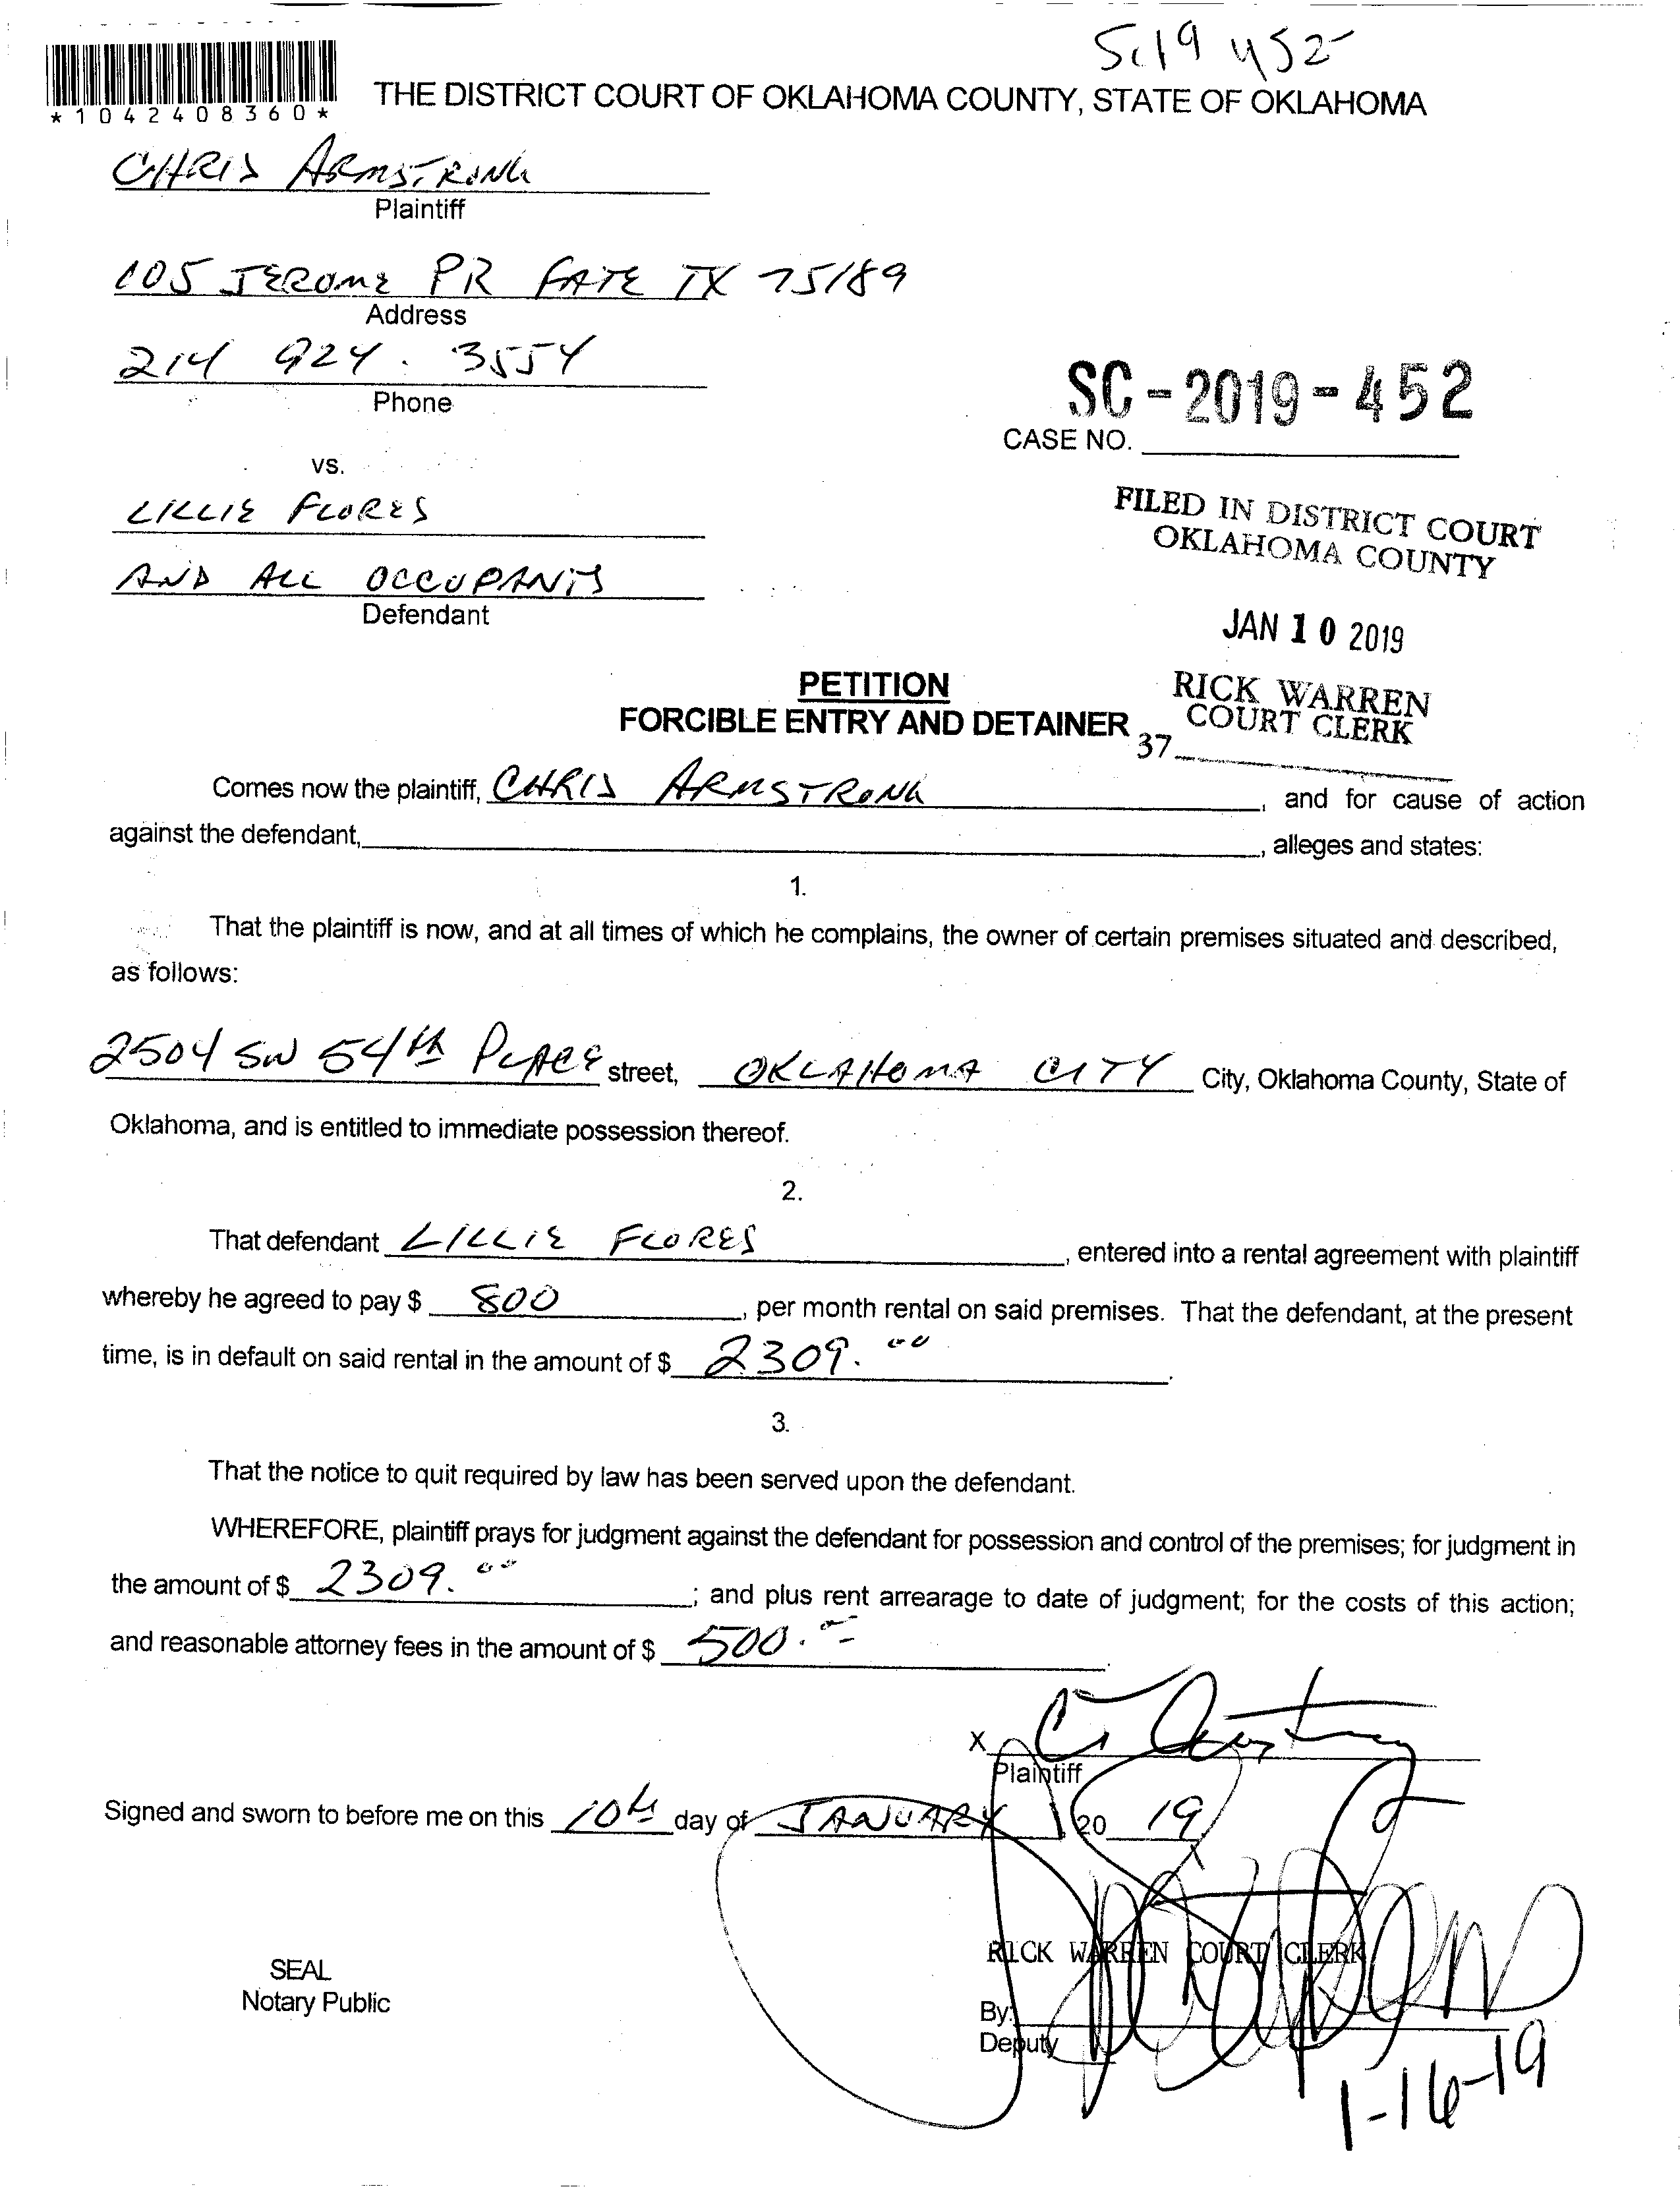 Sc19 452
*1042408360*
THE DISTRICT COURT OF OKLAHOMA COUNTY, STATE OF OKLAHOMA
CHRIS ARMSTRONG
Plaintiff
105 JEROME PR FATE TX 75189
Address
214 924 . 3554
Phone
SC-2019-452
CASE NO.
vs.
LILLIE FLORES
AND ALL OCCUPANTS
Defendant
FILED IN DISTRICT COURT
OKLAHOMA COUNTY
JAN 10 2019
RICK WARREN
COURT CLERK
37
PETITION
FORCIBLE ENTRY AND DETAINER
Comes now the plaintiff, CHRIS ARMSTRONG, and for cause of action
against the defendant, , alleges and states:
1.
That the plaintiff is now, and at all times of which he complains, the owner of certain premises situated and described,
as follows:
2504 SW 54th PLACE street, OKLAHOMA CITY City, Oklahoma County, State of
Oklahoma, and is entitled to immediate possession thereof.
2.
That defendant LILLIE FLORES, entered into a rental agreement with plaintiff
whereby he agreed to pay $ 800, per month rental on said premises. That the defendant, at the present
time, is in default on said rental in the amount of $ 2309.00.
3.
That the notice to quit required by law has been served upon the defendant.
WHEREFORE, plaintiff prays for judgment against the defendant for possession and control of the premises; for judgment in
the amount of $ 2309.00; and plus rent arrearage to date of judgment; for the costs of this action;
and reasonable attorney fees in the amount of $ 500.
X
Plaintiff
Signed and sworn to before me on this 10th day of JANUARY, 20 19
RICK WARREN COURT CLERK
SEAL
Notary Public
By:
Deputy
1-16-19